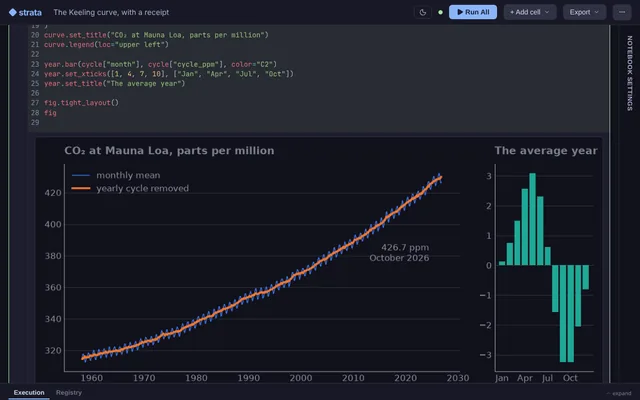 strata
The Keeling curve, with a receipt
Run All
+ Add cell
Export
NOTEBOOK SETTINGS
19 )
20 curve.set_title("CO₂ at Mauna Loa, parts per million")
21 curve.legend(loc="upper left")
22
23 year.bar(cycle["month"], cycle["cycle_ppm"], color="C2")
24 year.set_xticks([1, 4, 7, 10], ["Jan", "Apr", "Jul", "Oct"])
25 year.set_title("The average year")
26
27 fig.tight_layout()
28 fig
29
CO₂ at Mauna Loa, parts per million
monthly mean
yearly cycle removed
420
400
380
360
340
320
426.7 ppm
October 2026
1960 1970 1980 1990 2000 2010 2020 2030
The average year
3
2
1
0
−1
−2
−3
Jan Apr Jul Oct
Execution
Registry
expand